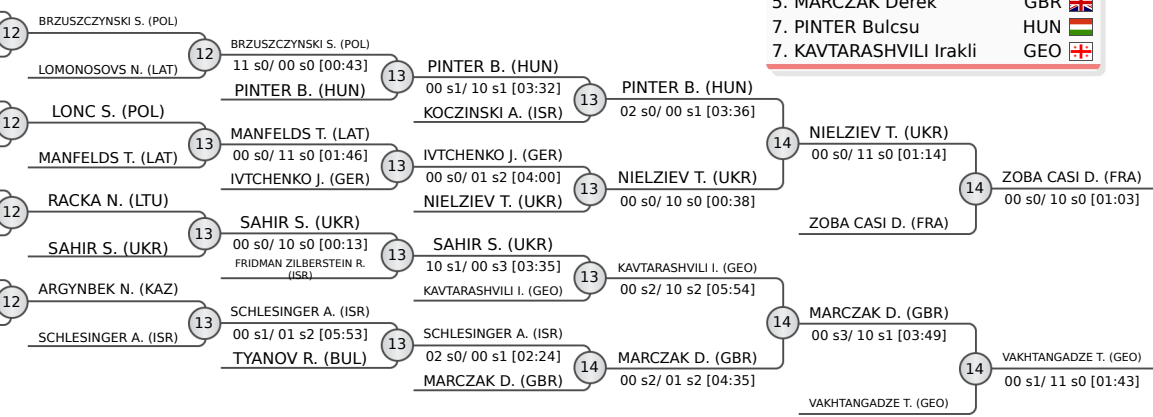 5. MARCZAK Derek GBR
7. PINTER Bulcsu HUN
7. KAVTARASHVILI Irakli GEO
12
BRZUSZCZYNSKI S. (POL)
LOMONOSOVS N. (LAT)
12
LONC S. (POL)
MANFELDS T. (LAT)
12
RACKA N. (LTU)
SAHIR S. (UKR)
12
ARGYNBEK N. (KAZ)
SCHLESINGER A. (ISR)
12
BRZUSZCZYNSKI S. (POL)
11 s0/ 00 s0 [00:43]
PINTER B. (HUN)
13
MANFELDS T. (LAT)
00 s0/ 11 s0 [01:46]
IVTCHENKO J. (GER)
13
SAHIR S. (UKR)
00 s0/ 10 s0 [00:13]
FRIDMAN ZILBERSTEIN R.
(ISR)
13
SCHLESINGER A. (ISR)
00 s1/ 01 s2 [05:53]
TYANOV R. (BUL)
13
PINTER B. (HUN)
00 s1/ 10 s1 [03:32]
KOCZINSKI A. (ISR)
13
IVTCHENKO J. (GER)
00 s0/ 01 s2 [04:00]
NIELZIEV T. (UKR)
13
SAHIR S. (UKR)
10 s1/ 00 s3 [03:35]
KAVTARASHVILI I. (GEO)
13
SCHLESINGER A. (ISR)
02 s0/ 00 s1 [02:24]
MARCZAK D. (GBR)
13
PINTER B. (HUN)
02 s0/ 00 s1 [03:36]
13
NIELZIEV T. (UKR)
00 s0/ 10 s0 [00:38]
13
KAVTARASHVILI I. (GEO)
00 s2/ 10 s2 [05:54]
14
MARCZAK D. (GBR)
00 s2/ 01 s2 [04:35]
14
NIELZIEV T. (UKR)
00 s0/ 11 s0 [01:14]
ZOBA CASI D. (FRA)
14
MARCZAK D. (GBR)
00 s3/ 10 s1 [03:49]
VAKHTANGADZE T. (GEO)
14
ZOBA CASI D. (FRA)
00 s0/ 10 s0 [01:03]
14
VAKHTANGADZE T. (GEO)
00 s1/ 11 s0 [01:43]